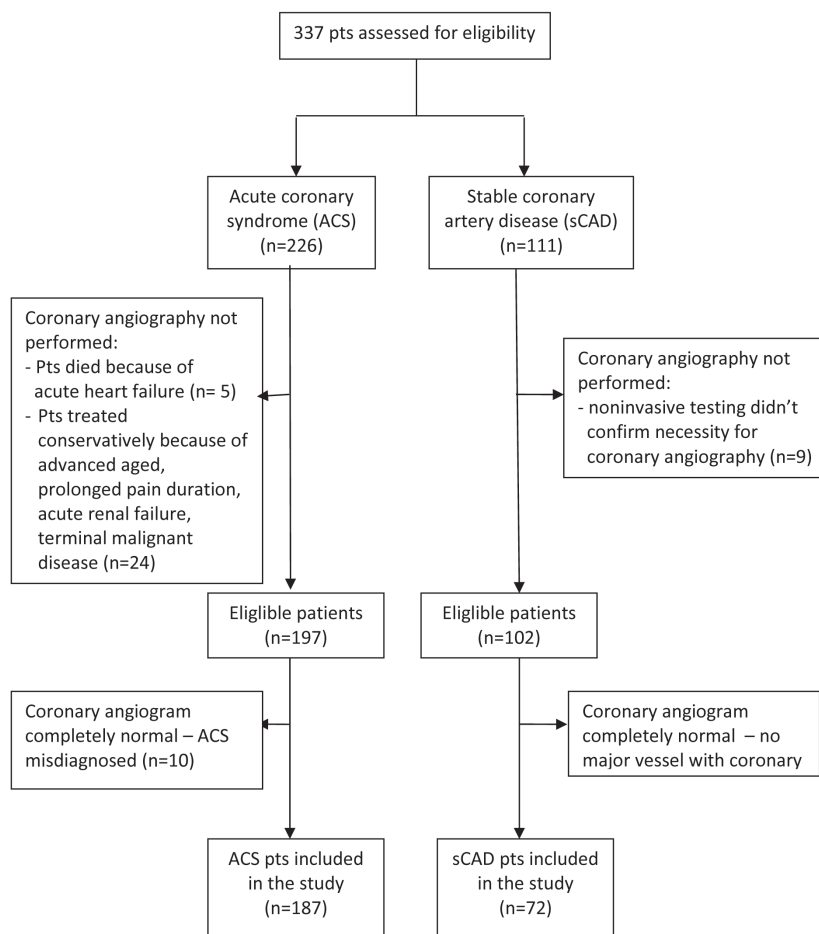 337 pts assessed for eligibility
Acute coronary
syndrome (ACS)
(n=226)
Stable coronary
artery disease (sCAD)
(n=111)
Coronary angiography not
performed:
- Pts died because of
acute heart failure (n= 5)
- Pts treated
conservatively because of
advanced aged,
prolonged pain duration,
acute renal failure,
terminal malignant
disease (n=24)
Coronary angiography not
performed:
- noninvasive testing didn’t
confirm necessity for
coronary angiography (n=9)
Eliglible patients
(n=197)
Eligible patients
(n=102)
Coronary angiogram
completely normal – ACS
misdiagnosed (n=10)
Coronary angiogram
completely normal – no
major vessel with coronary
ACS pts included
in the study
(n=187)
sCAD pts included
in the study
(n=72)